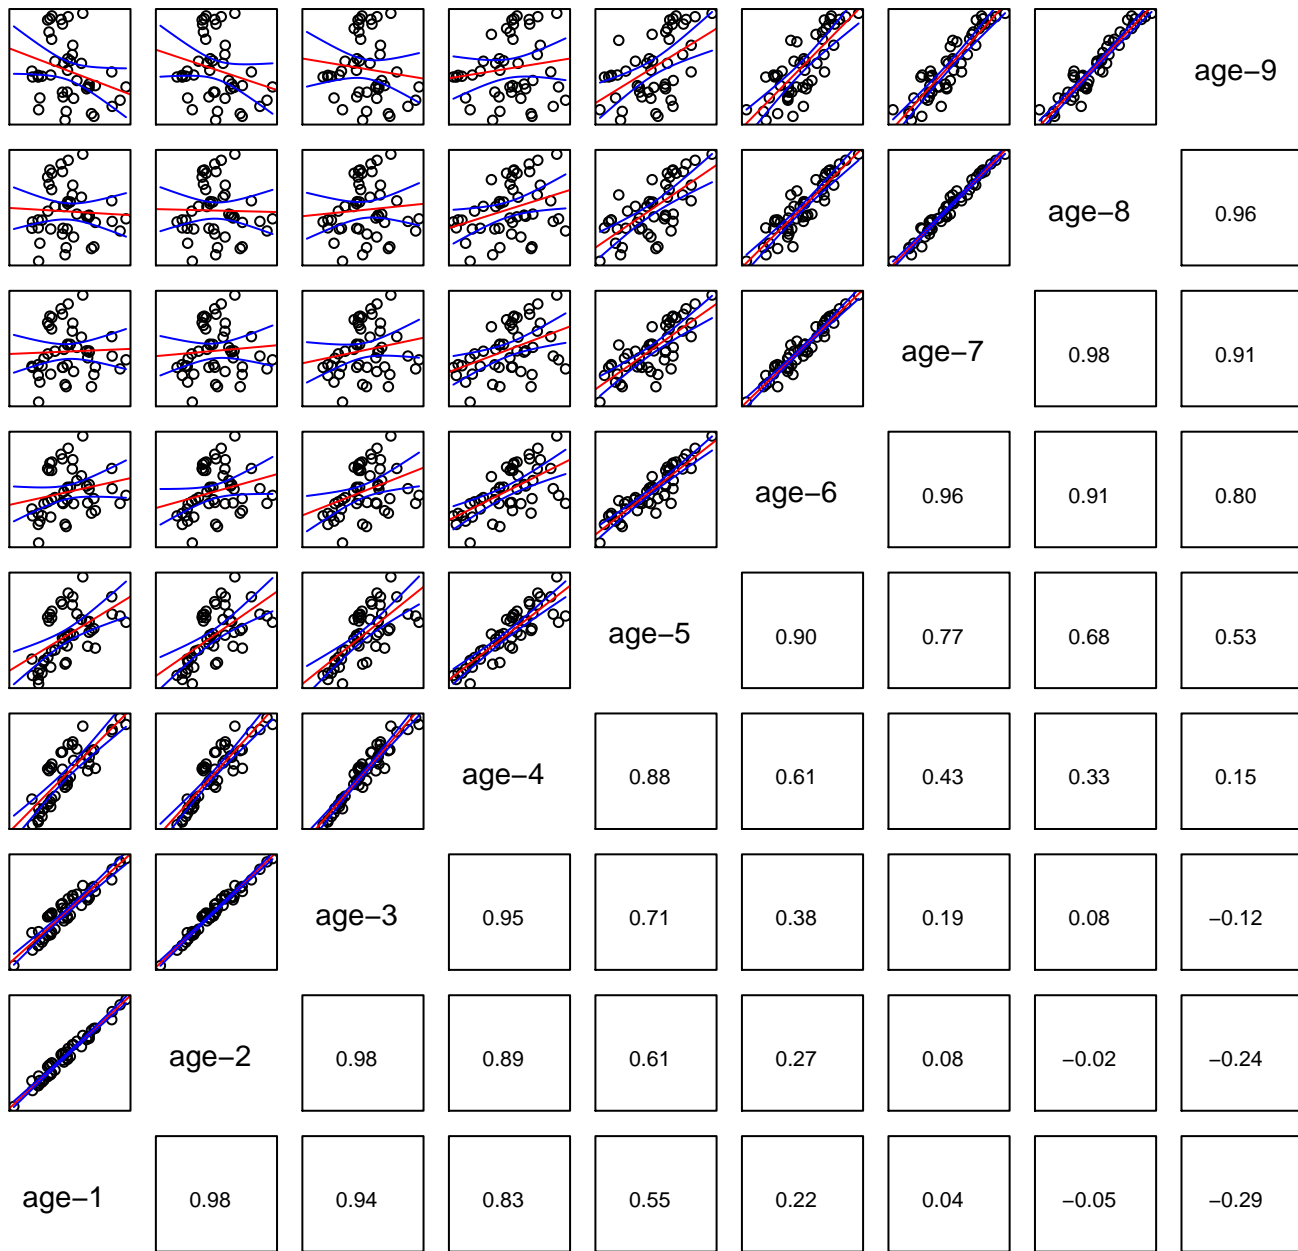 age−9
age−8 0.96
age−7 0.98 0.91
age−6 0.96 0.91 0.80
age−5 0.90 0.77 0.68 0.53
age−4 0.88 0.61 0.43 0.33 0.15
age−3 0.95 0.71 0.38 0.19 0.08 −0.12
age−2 0.98 0.89 0.61 0.27 0.08 −0.02 −0.24
age−1 0.98 0.94 0.83 0.55 0.22 0.04 −0.05 −0.29